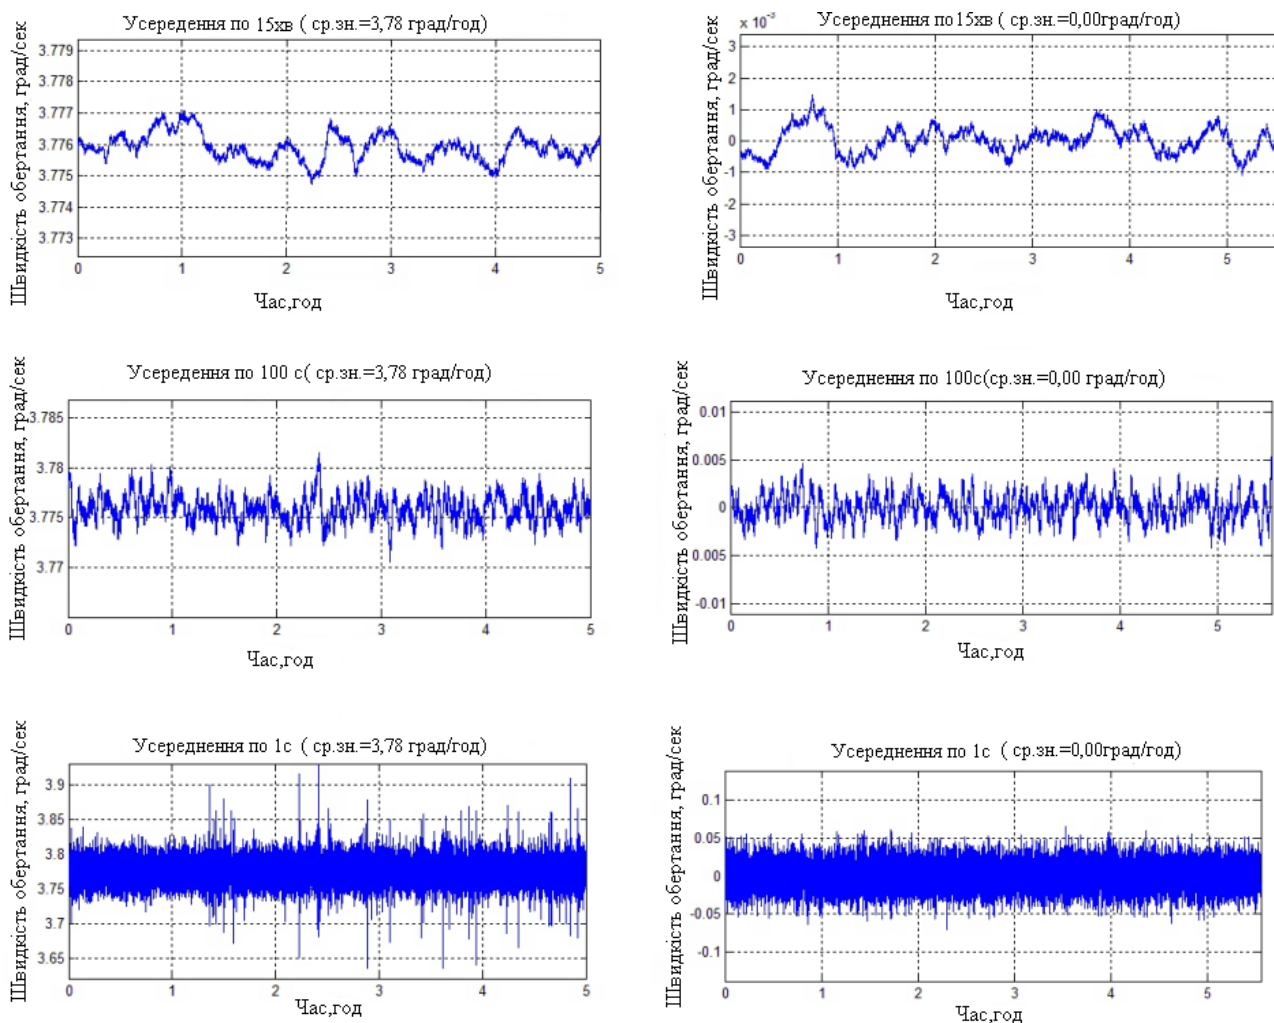 Усередення по 15хв ( ср.зн.=3,78 град/год)
Швидкість обертання, град/сек
3.779
3.778
3.777
3.776
3.775
3.774
3.773
0 1 2 3 4 5
Час,год
Усереднення по 15хв (ср.зн.=0,00град/год)
x 10⁻³
Швидкість обертання, град/сек
3
2
1
0
-1
-2
-3
0 1 2 3 4 5
Час,год
Усередення по 100 с( ср.зн.=3,78 град/год)
Швидкість обертання, град/сек
3.785
3.78
3.775
3.77
0 1 2 3 4 5
Час,год
Усереднення по 100с(ср.зн.=0,00 град/год)
Швидкість обертання, град/сек
0.01
0.005
0
0.005
-0.01
0 1 2 3 4 5
Час,год
Усереднення по 1с ( ср.зн.=3,78 град/год)
Швидкість обертання, град/сек
3.9
3.85
3.8
3.75
3.7
3.65
0 1 2 3 4 5
Час,год
Усереднення по 1с ( ср.зн.=0,00град/год)
Швидкість обертання, град/сек
0.1
0.05
0
-0.05
-0.1
0 1 2 3 4 5
Час,год